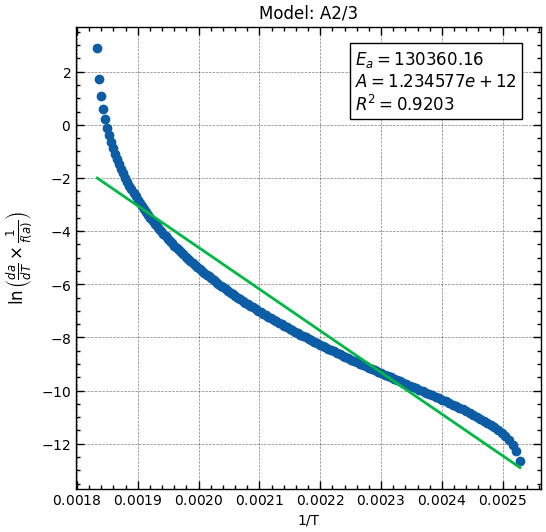 Model: A2/3
E_a = 130360.16
A = 1.234577e + 12
R^2 = 0.9203
2
0
−2
−4
−6
−8
−10
−12
ln (da/dT × 1/f(a))
0.0018 0.0019 0.0020 0.0021 0.0022 0.0023 0.0024 0.0025
1/T